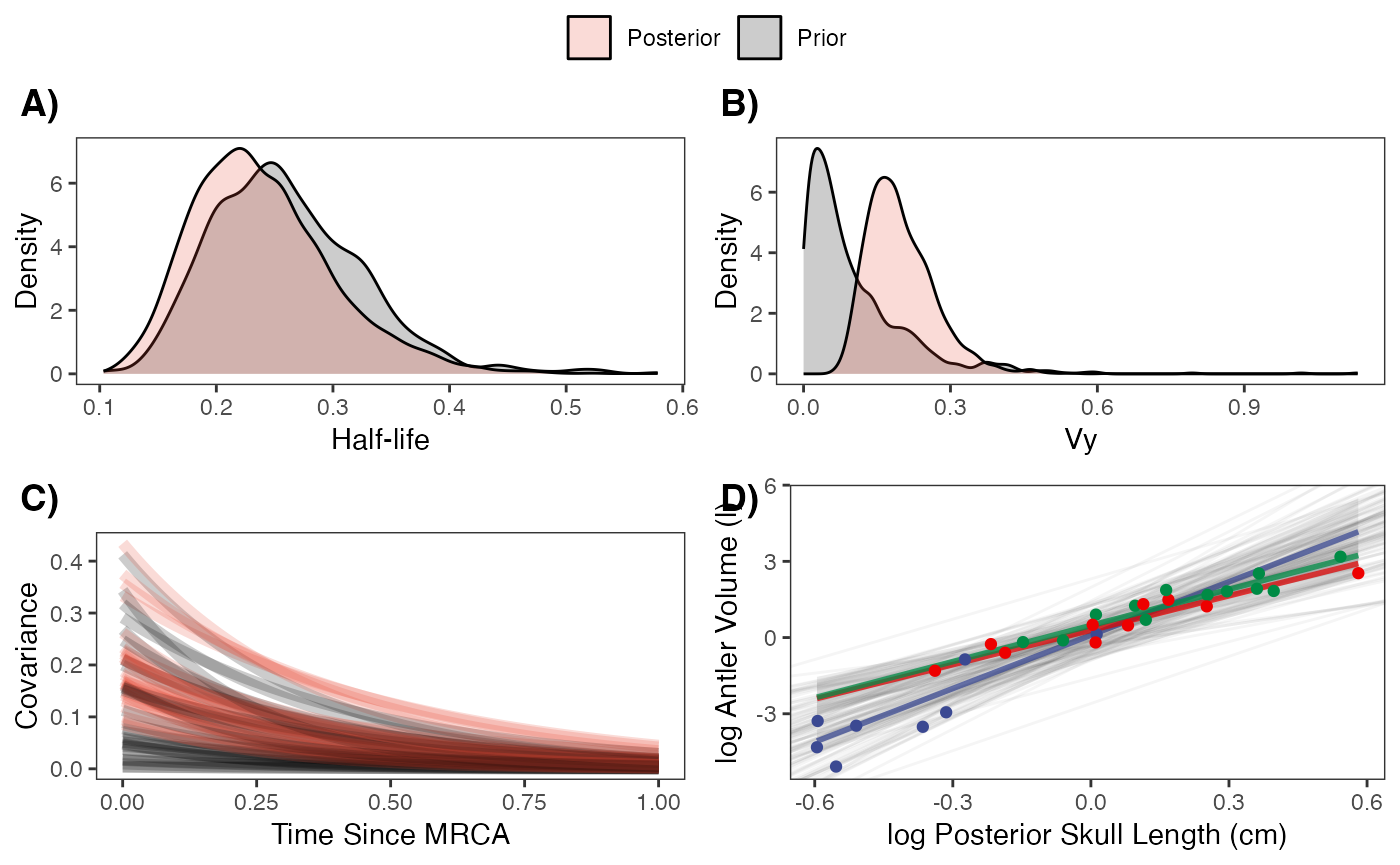 Posterior Prior
A)
Density
6
4
2
0
0.1 0.2 0.3 0.4 0.5 0.6
Half-life
B)
Density
6
4
2
0
0.0 0.3 0.6 0.9
Vy
C)
Covariance
0.4
0.3
0.2
0.1
0.0
0.00 0.25 0.50 0.75 1.00
Time Since MRCA
D)
log Antler Volume (l)
6
3
0
-3
-0.6 -0.3 0.0 0.3 0.6
log Posterior Skull Length (cm)